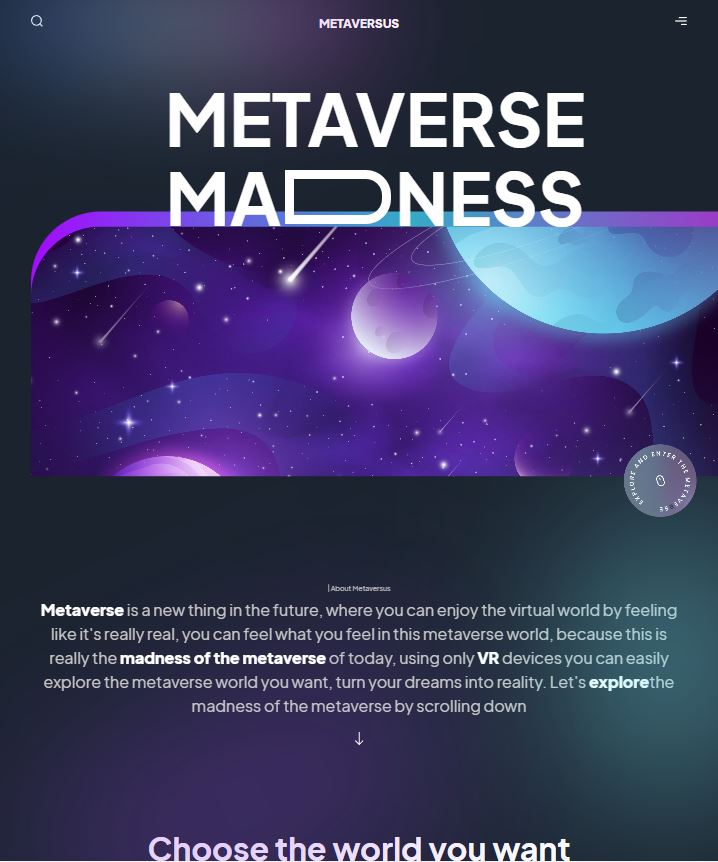 METAVERSUS
METAVERSE
MADNESS
EXPLORE AND ENTER THE METAVERSE
| About Metaversus
Metaverse is a new thing in the future, where you can enjoy the virtual world by feeling
like it's really real, you can feel what you feel in this metaverse world, because this is
really the madness of the metaverse of today, using only VR devices you can easily
explore the metaverse world you want, turn your dreams into reality. Let's explorethe
madness of the metaverse by scrolling down
Choose the world you want